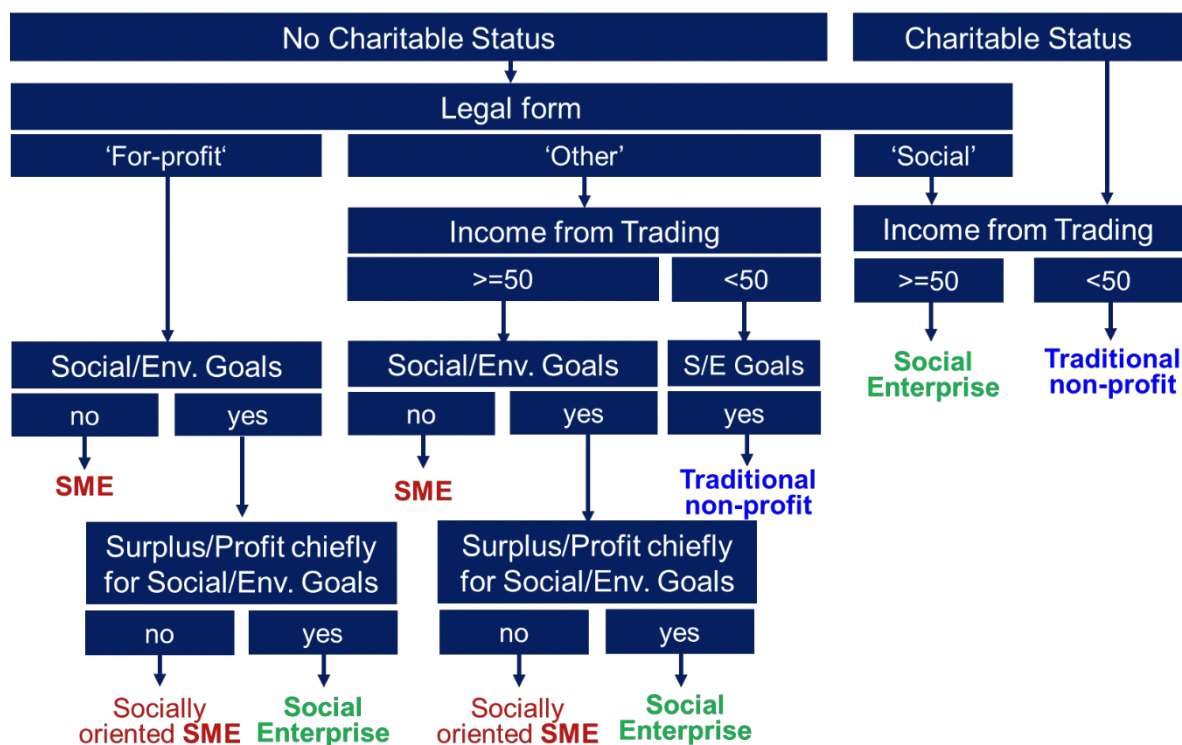 No Charitable Status
Charitable Status
Legal form
‘For-profit‘
‘Other’
‘Social’
Income from Trading
Income from Trading
>=50
<50
>=50
<50
Social/Env. Goals
Social/Env. Goals
S/E Goals
Social
Enterprise
Traditional
non-profit
no
yes
no
yes
yes
SME
SME
Traditional
non-profit
Surplus/Profit chiefly
for Social/Env. Goals
Surplus/Profit chiefly
for Social/Env. Goals
no
yes
no
yes
Socially
oriented SME
Social
Enterprise
Socially
oriented SME
Social
Enterprise